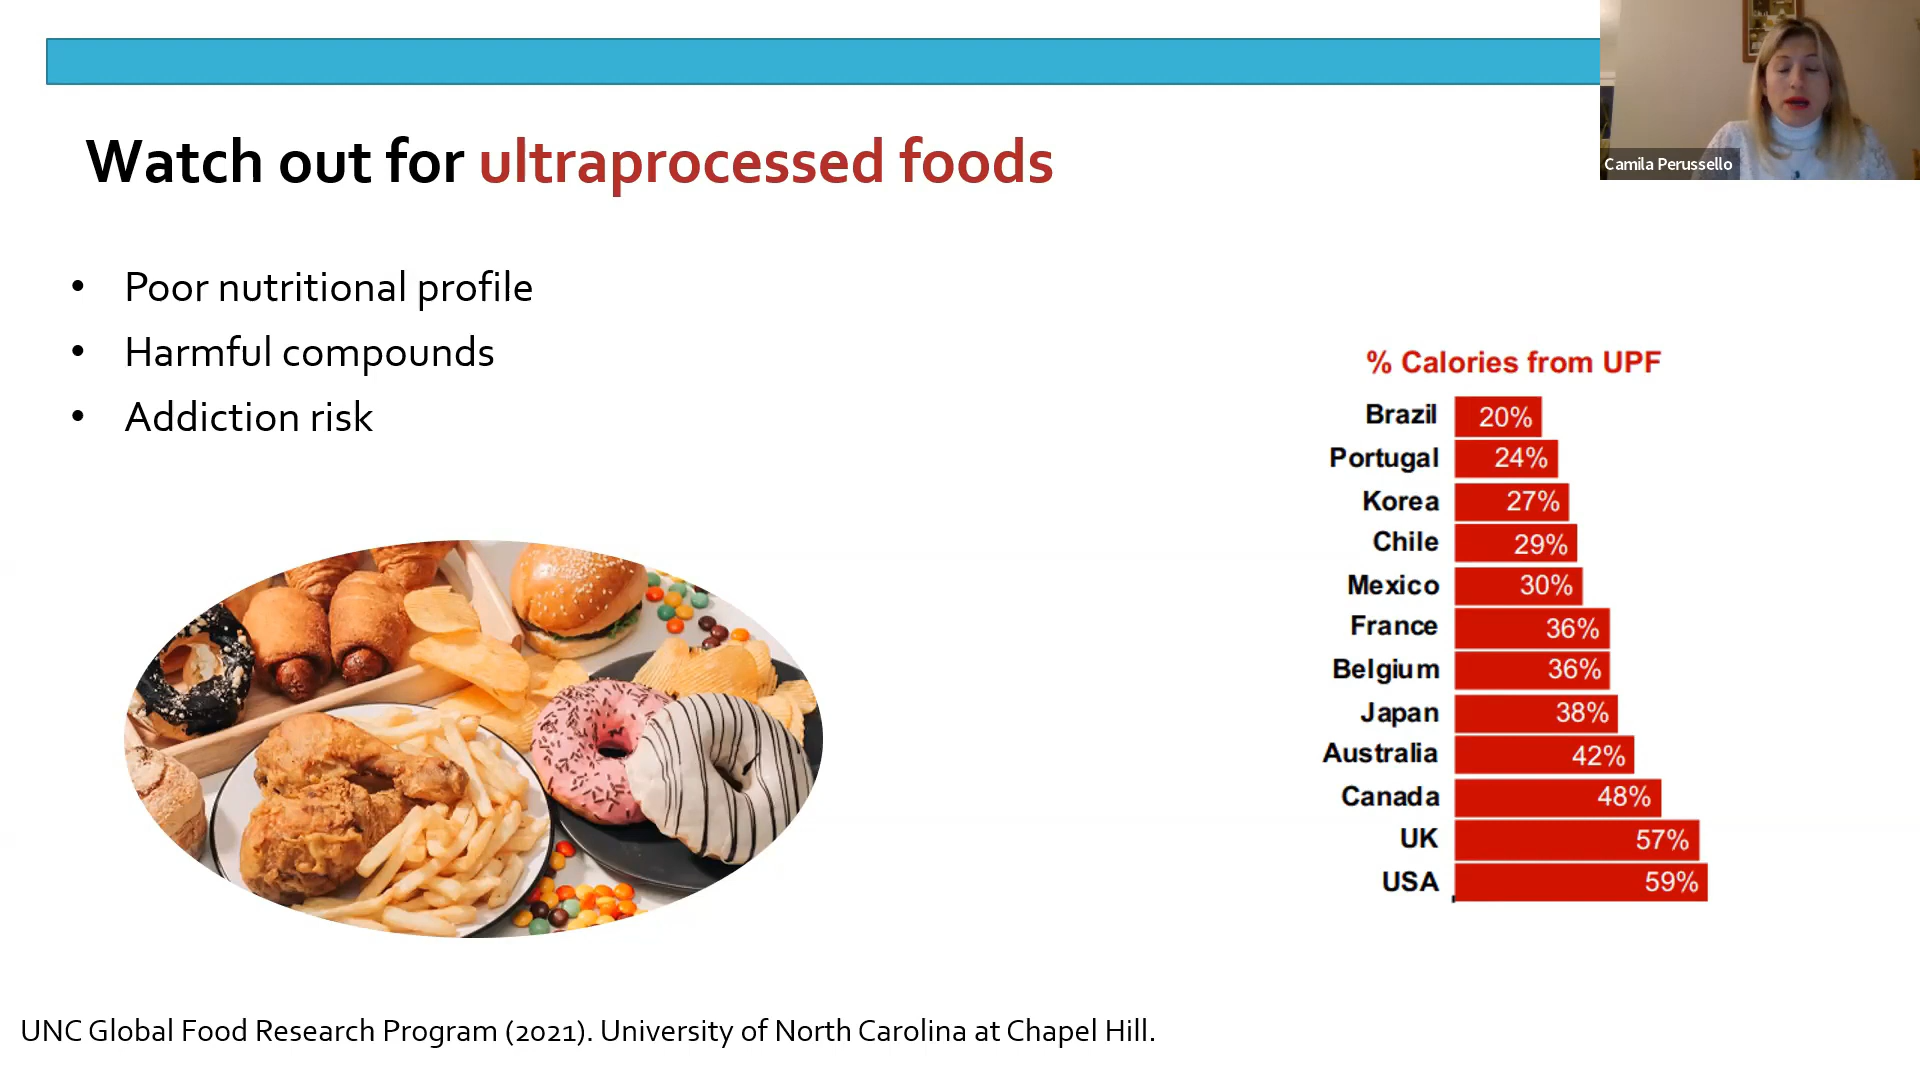 Watch out for ultraprocessed foods
Camila Perussello
• Poor nutritional profile
• Harmful compounds
• Addiction risk
% Calories from UPF
Brazil 20%
Portugal 24%
Korea 27%
Chile 29%
Mexico 30%
France 36%
Belgium 36%
Japan 38%
Australia 42%
Canada 48%
UK 57%
USA 59%
UNC Global Food Research Program (2021). University of North Carolina at Chapel Hill.